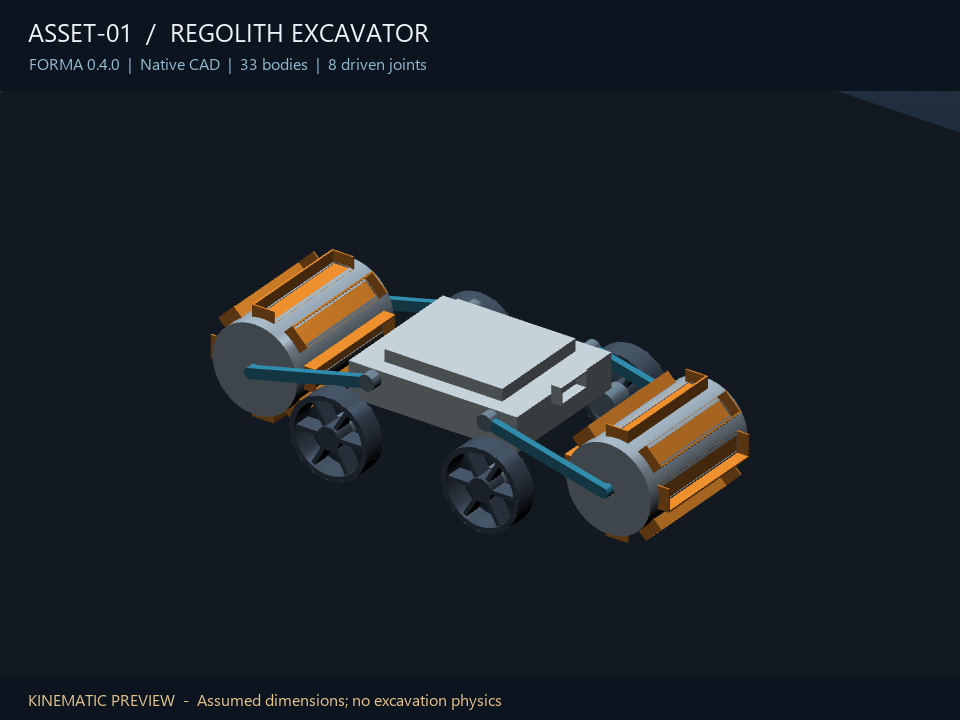 ASSET-01 / REGOLITH EXCAVATOR
FORMA 0.4.0 | Native CAD | 33 bodies | 8 driven joints
KINEMATIC PREVIEW - Assumed dimensions; no excavation physics